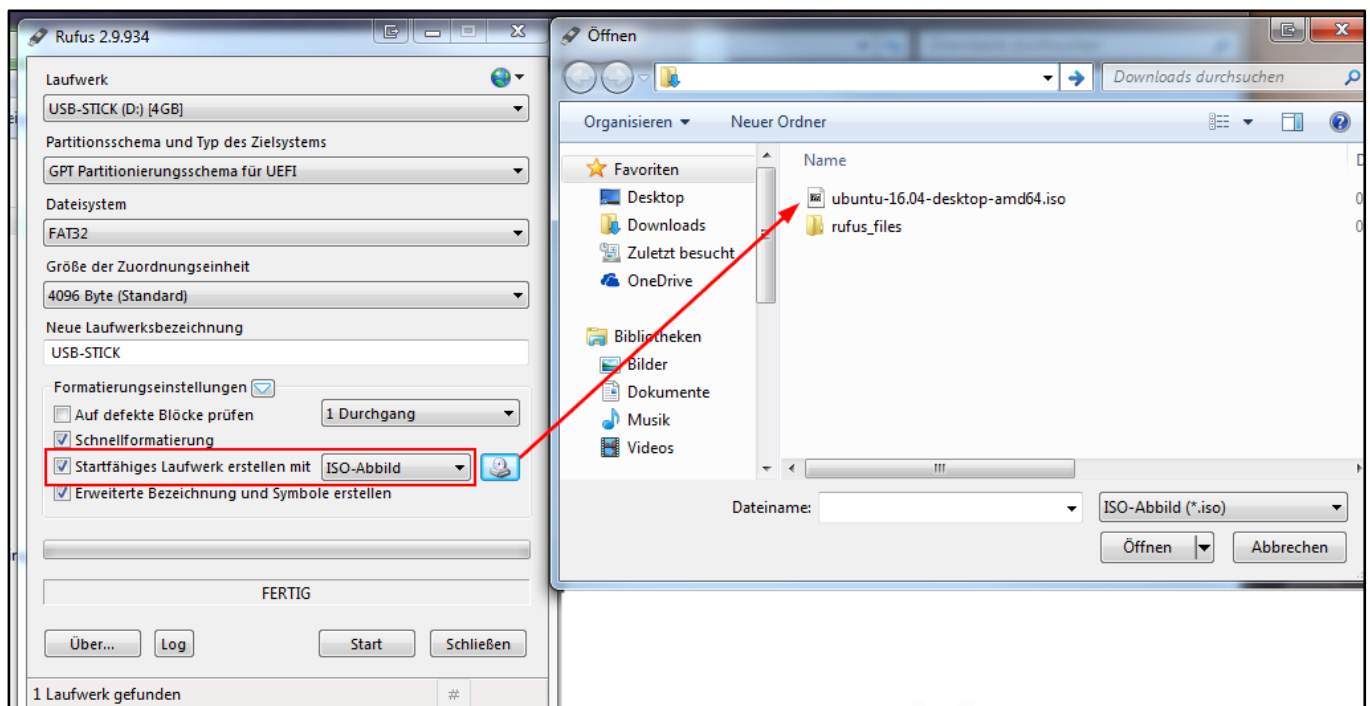 Rufus 2.9.934
Laufwerk
USB-STICK (D:) [4GB]
Partitionsschema und Typ des Zielsystems
GPT Partitionierungsschema für UEFI
Dateisystem
FAT32
Größe der Zuordnungseinheit
4096 Byte (Standard)
Neue Laufwerksbezeichnung
USB-STICK
Formatierungseinstellungen
Auf defekte Blöcke prüfen
1 Durchgang
Schnellformatierung
Startfähiges Laufwerk erstellen mit
ISO-Abbild
Erweiterte Bezeichnung und Symbole erstellen
FERTIG
Über...
Log
Start
Schließen
1 Laufwerk gefunden
#
Öffnen
Downloads durchsuchen
Organisieren
Neuer Ordner
Favoriten
Desktop
Downloads
Zuletzt besucht
OneDrive
Bibliotheken
Bilder
Dokumente
Musik
Videos
Name
ubuntu-16.04-desktop-amd64.iso
rufus_files
Dateiname:
ISO-Abbild (*.iso)
Öffnen
Abbrechen